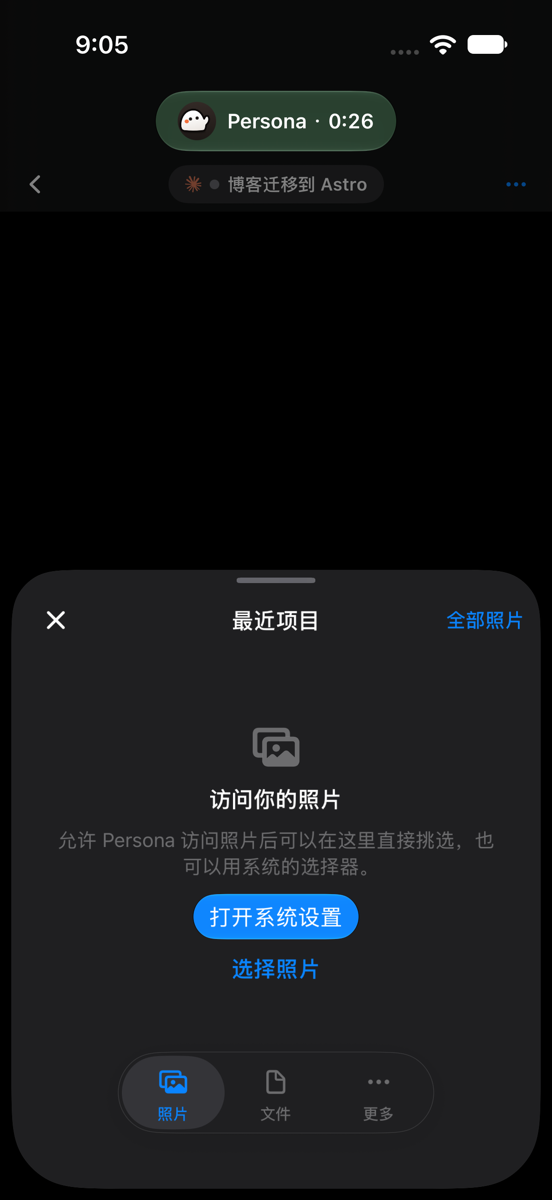 9:05
Persona · 0:26
博客迁移到 Astro
最近项目
全部照片
访问你的照片
允许 Persona 访问照片后可以在这里直接挑选，也
可以用系统的选择器。
打开系统设置
选择照片
照片
文件
更多